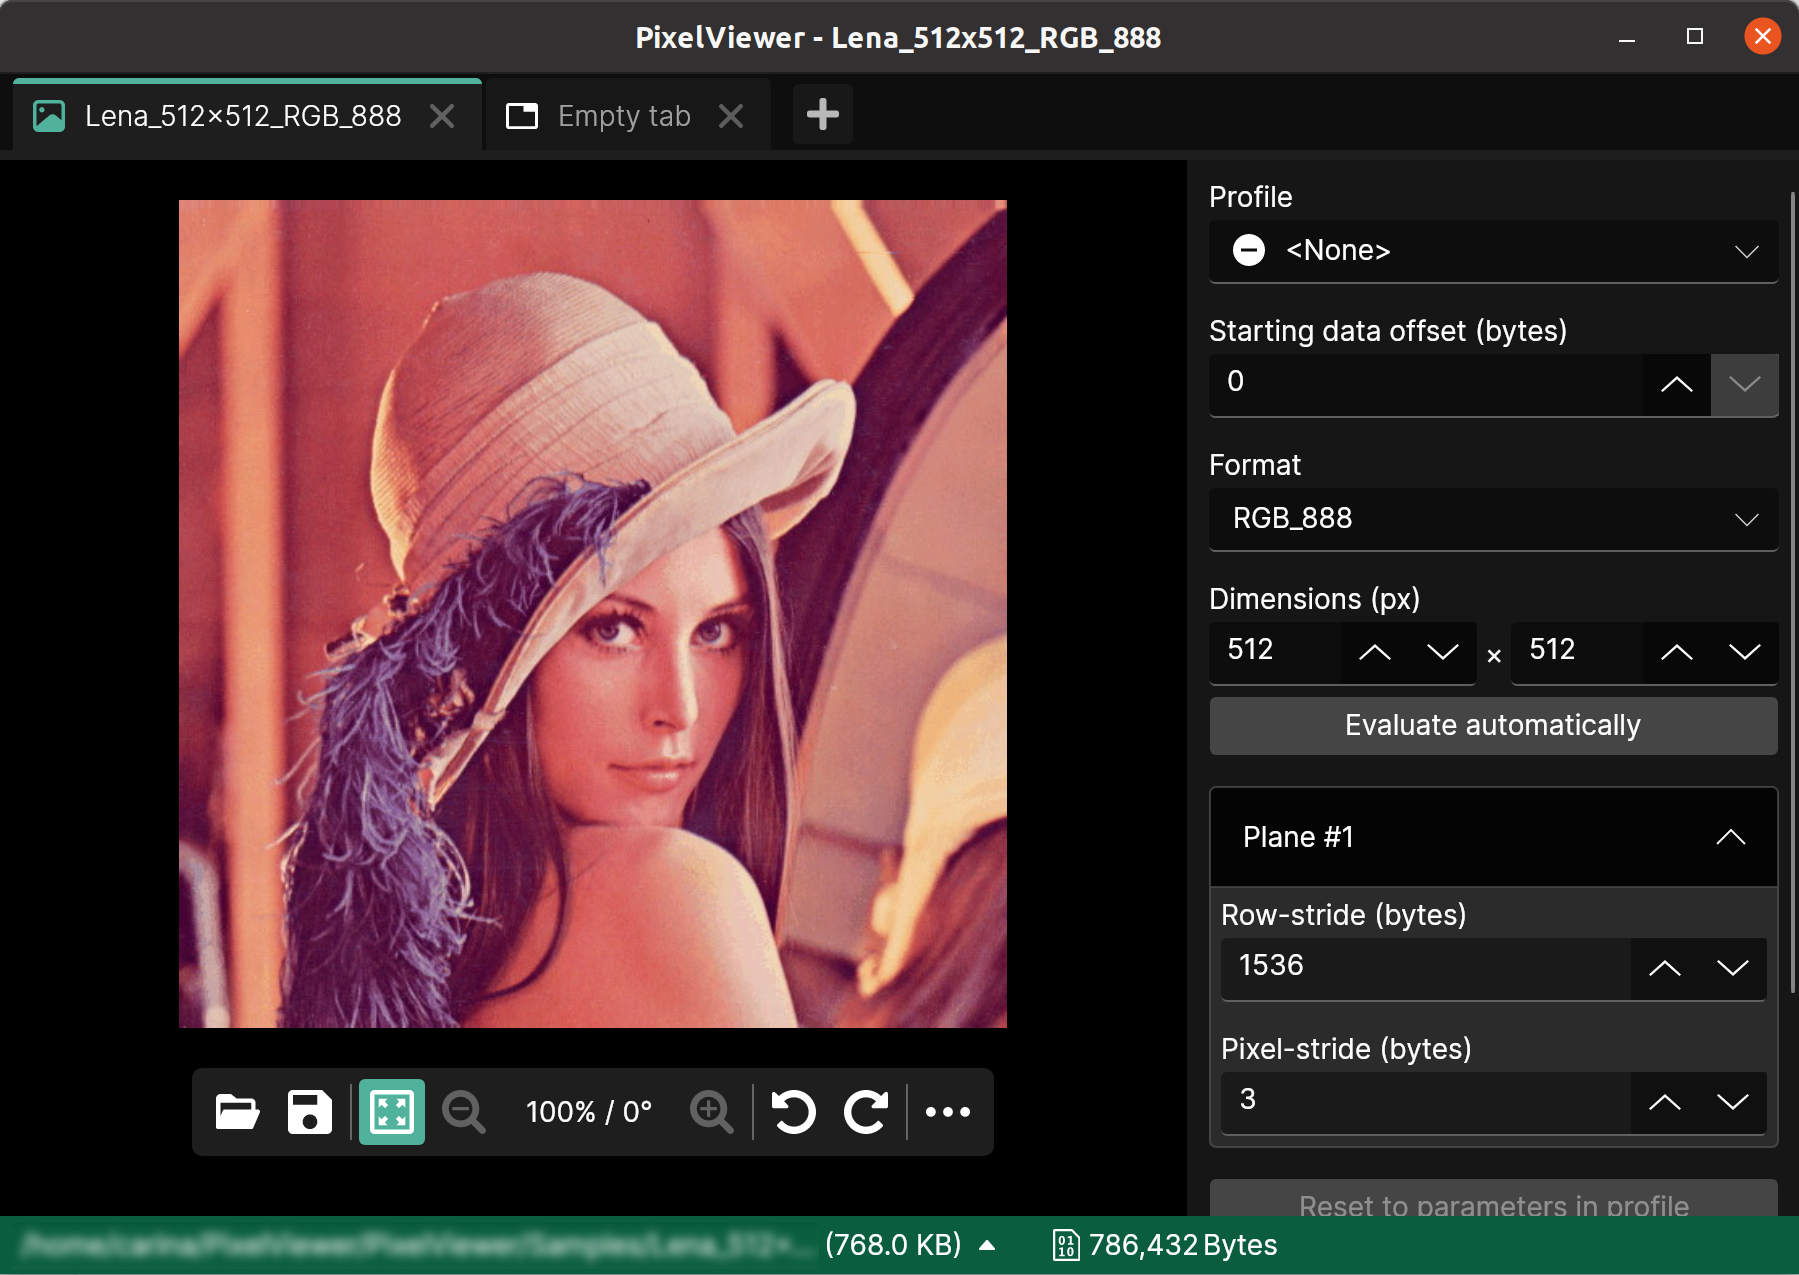 PixelViewer - Lena_512x512_RGB_888
Lena_512×512_RGB_888
Empty tab
Profile
<None>
Starting data offset (bytes)
0
Format
RGB_888
Dimensions (px)
512 × 512
Evaluate automatically
Plane #1
Row-stride (bytes)
1536
Pixel-stride (bytes)
3
Reset to parameters in profile
100% / 0°
(768.0 KB)
786,432 Bytes